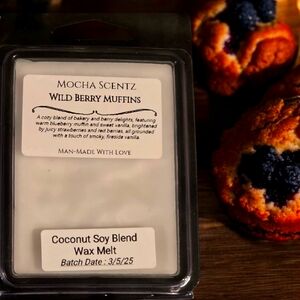 Mocha Scentz
Wild Berry Muffins
A cozy blend of bakery and berry delights, featuring
warm blueberry muffin and sweet vanilla, brightened
by juicy strawberries and red berries, all grounded
with a touch of smoky, fireside vanilla.
Man-Made With Love
Coconut Soy Blend
Wax Melt
Batch Date : 3/5/25